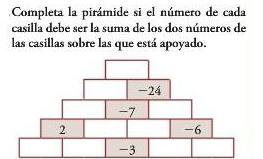 Completa la pirámide si el número de cada
casilla debe ser la suma de los dos números de
las casillas sobre las que está apoyado.
−24
−7
2 −6
−3